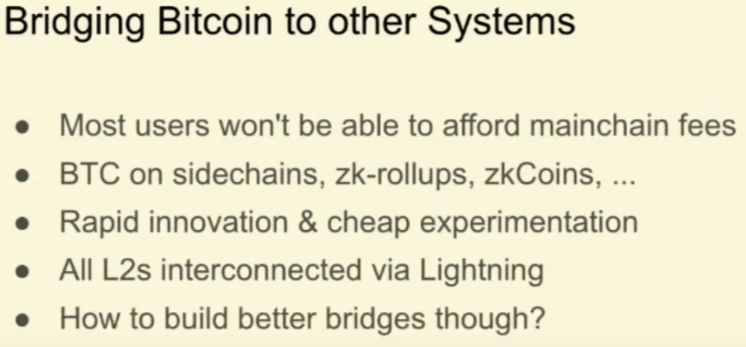 Bridging Bitcoin to other Systems
● Most users won't be able to afford mainchain fees
● BTC on sidechains, zk-rollups, zkCoins, ...
● Rapid innovation & cheap experimentation
● All L2s interconnected via Lightning
● How to build better bridges though?